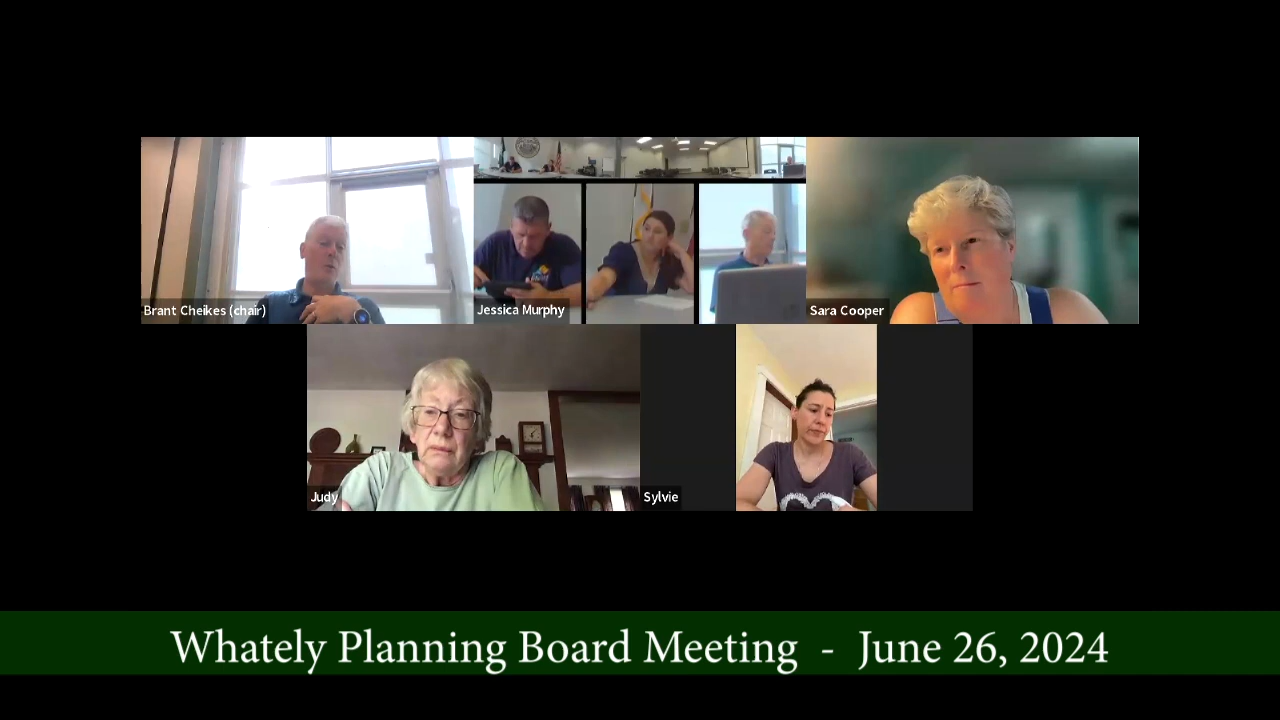 Brant Cheikes (chair)
Jessica Murphy
Sara Cooper
Judy
Sylvie
Whately Planning Board Meeting - June 26, 2024